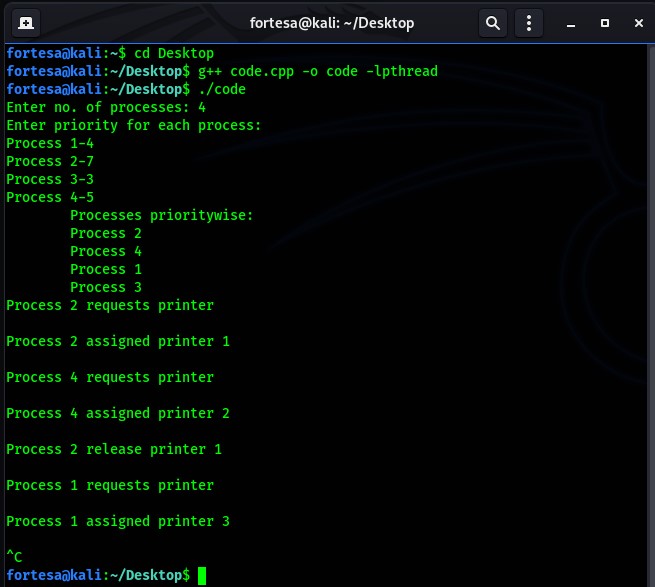 fortesa@kali: ~/Desktop
fortesa@kali:~$ cd Desktop
fortesa@kali:~/Desktop$ g++ code.cpp -o code -lpthread
fortesa@kali:~/Desktop$ ./code
Enter no. of processes: 4
Enter priority for each process:
Process 1-4
Process 2-7
Process 3-3
Process 4-5
Processes prioritywise:
Process 2
Process 4
Process 1
Process 3
Process 2 requests printer
Process 2 assigned printer 1
Process 4 requests printer
Process 4 assigned printer 2
Process 2 release printer 1
Process 1 requests printer
Process 1 assigned printer 3
^C
fortesa@kali:~/Desktop$